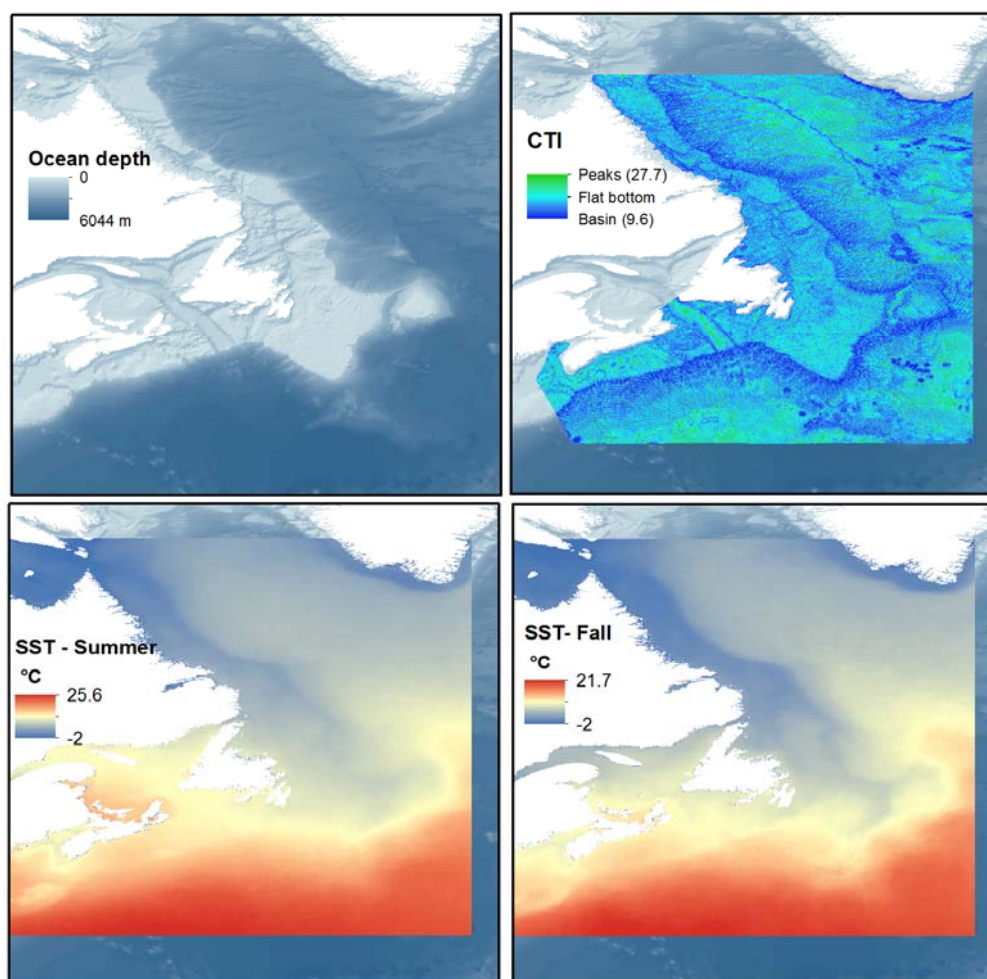 Ocean depth
0
6044 m
CTI
Peaks (27.7)
Flat bottom
Basin (9.6)
SST - Summer
°C
25.6
-2
SST- Fall
°C
21.7
-2